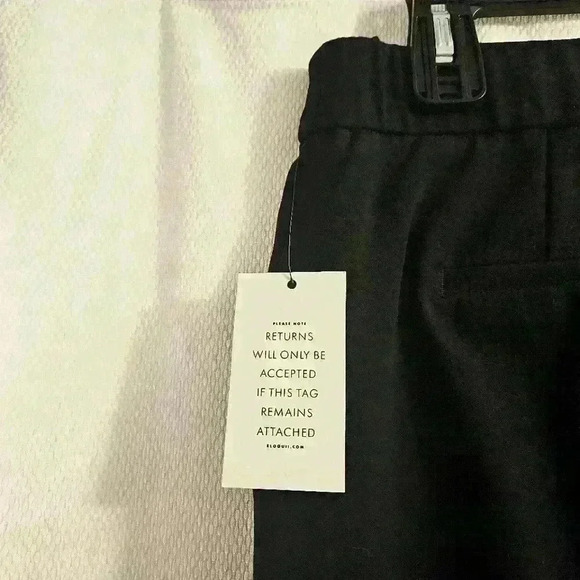 PLEASE NOTE
RETURNS
WILL ONLY BE
ACCEPTED
IF THIS TAG
REMAINS
ATTACHED
ELOQUII.COM